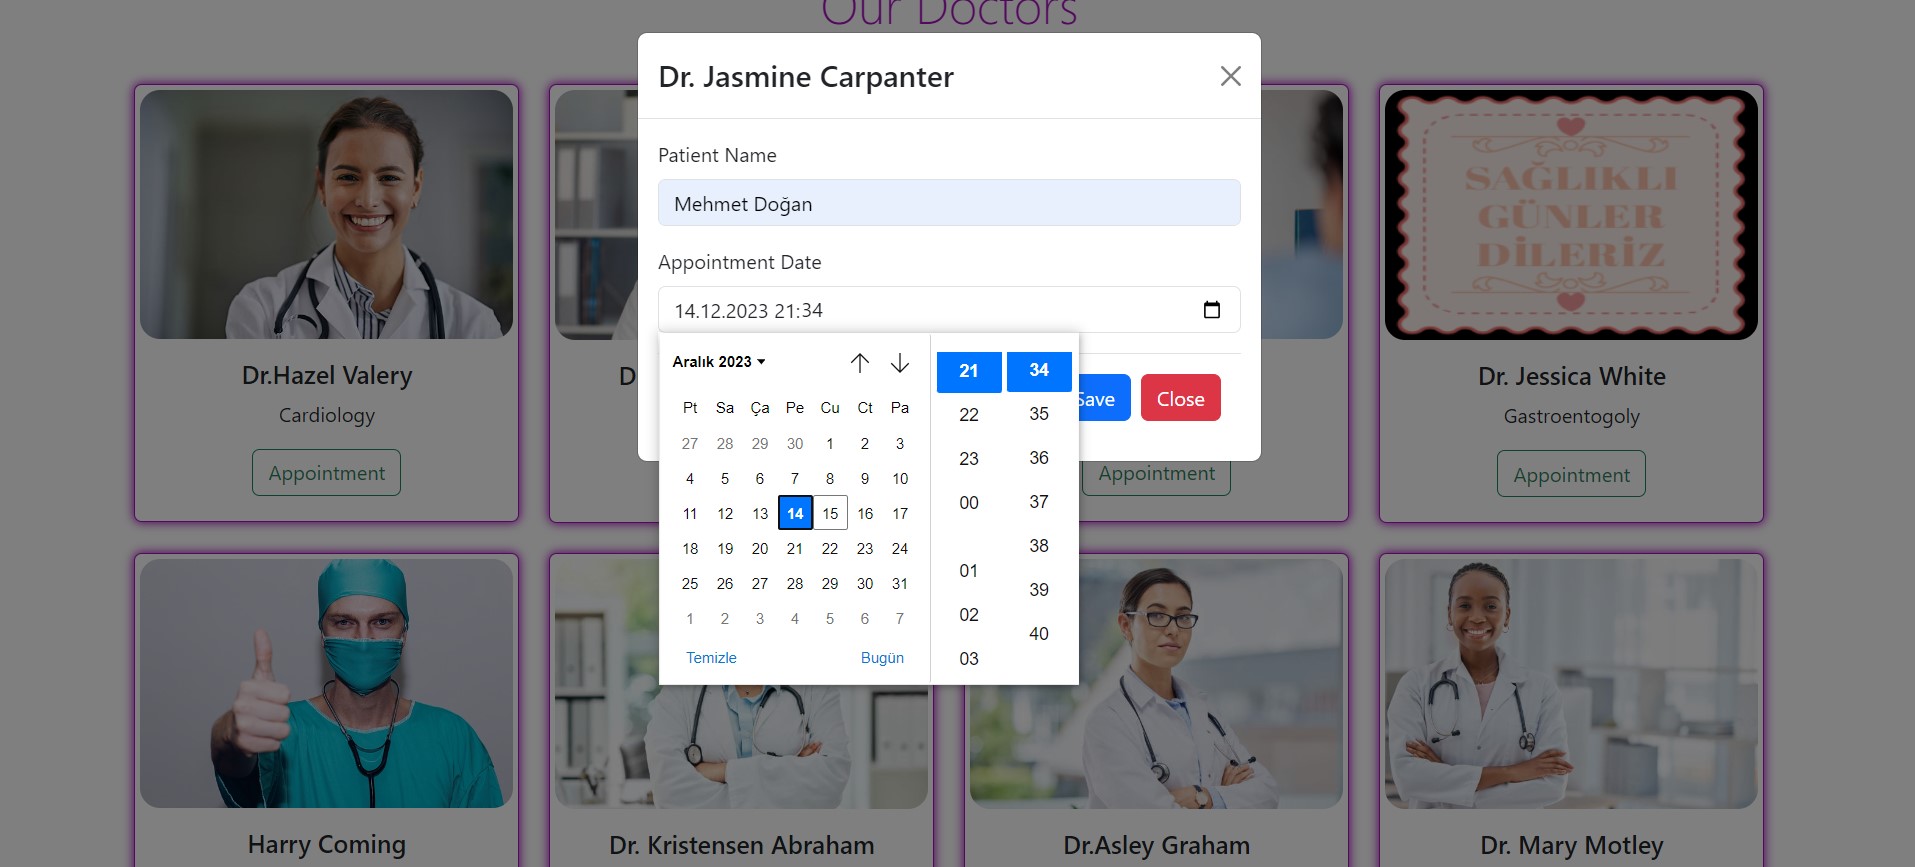 Our Doctors
Dr. Jasmine Carpanter
Patient Name
Mehmet Doğan
Appointment Date
14.12.2023 21:34
Aralık 2023
Pt Sa Ça Pe Cu Ct Pa
27 28 29 30 1 2 3
4 5 6 7 8 9 10
11 12 13 14 15 16 17
18 19 20 21 22 23 24
25 26 27 28 29 30 31
1 2 3 4 5 6 7
Temizle Bugün
21 34
22 35
23 36
00 37
38
01 39
02 40
03
Save Close
SAĞLIKLI
GÜNLER
DİLERİZ
Dr.Hazel Valery
Cardiology
Appointment
D
Appointment
Dr. Jessica White
Gastroentogoly
Appointment
Harry Coming
Dr. Kristensen Abraham
Dr.Asley Graham
Dr. Mary Motley